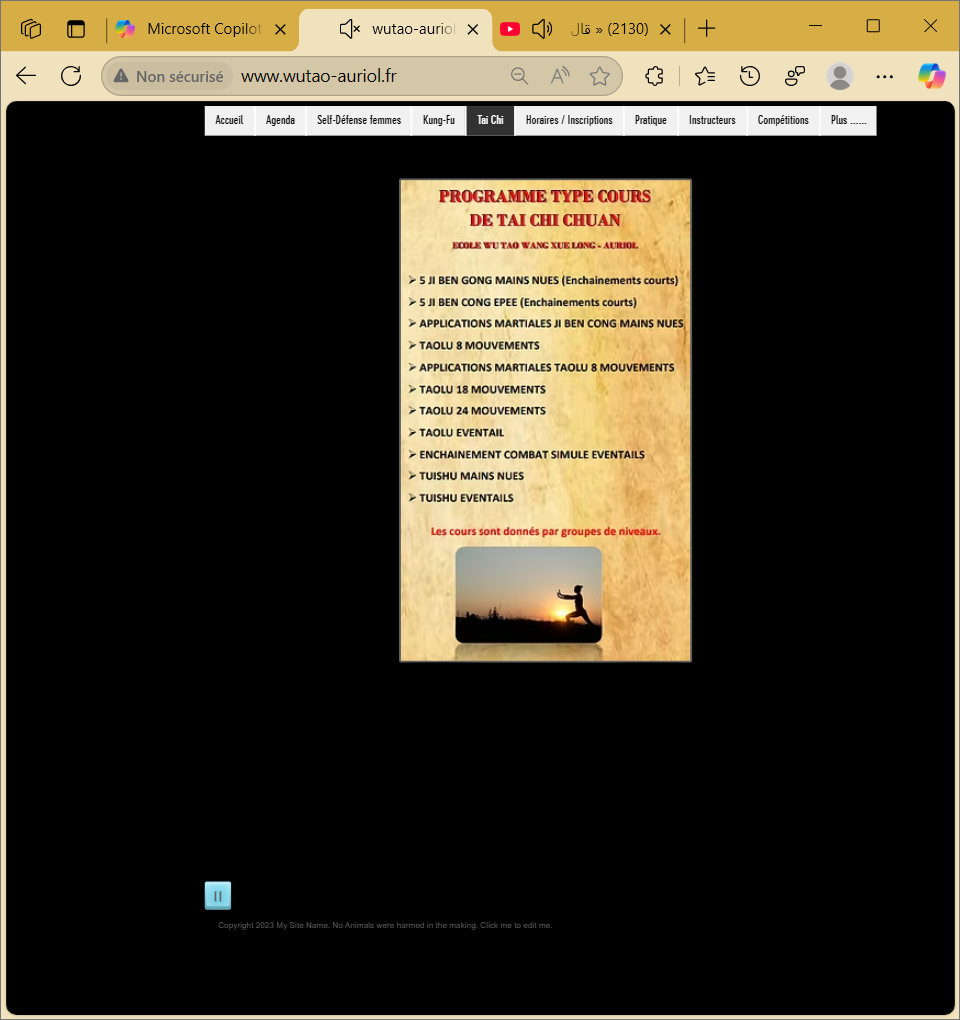 Microsoft Copilot
wutao-auriol
(2130) » قال
Non sécurisé
www.wutao-auriol.fr
Accueil
Agenda
Self-Défense femmes
Kung-Fu
Tai Chi
Horaires / Inscriptions
Pratique
Instructeurs
Compétitions
Plus ......
PROGRAMME TYPE COURS
DE TAI CHI CHUAN
ECOLE WU TAO WANG XUE LONG - AURIOL
➢ 5 JI BEN GONG MAINS NUES (Enchainements courts)
➢ 5 JI BEN CONG EPEE (Enchainements courts)
➢ APPLICATIONS MARTIALES JI BEN CONG MAINS NUES
➢ TAOLU 8 MOUVEMENTS
➢ APPLICATIONS MARTIALES TAOLU 8 MOUVEMENTS
➢ TAOLU 18 MOUVEMENTS
➢ TAOLU 24 MOUVEMENTS
➢ TAOLU EVENTAIL
➢ ENCHAINEMENT COMBAT SIMULE EVENTAILS
➢ TUISHU MAINS NUES
➢ TUISHU EVENTAILS
Les cours sont donnés par groupes de niveaux.
Copyright 2023 My Site Name. No Animals were harmed in the making. Click me to edit me.